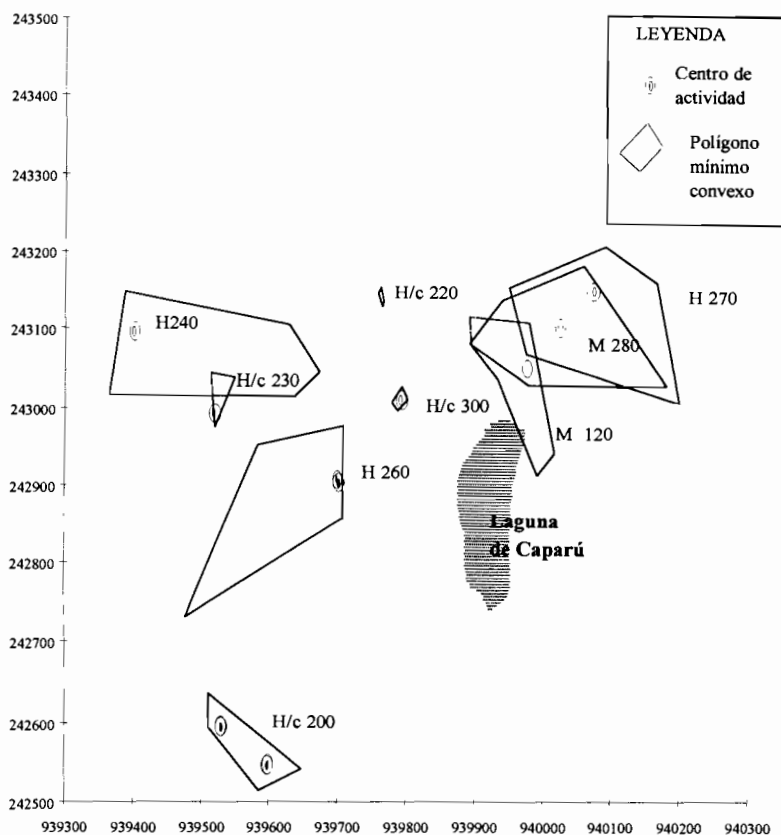 243500
243400
243300
243200
243100
243000
242900
242800
242700
242600
242500
939300 939400 939500 939600 939700 939800 939900 940000 940100 940200 940300
LEYENDA
Centro de
actividad
Polígono
mínimo
convexo
H240
H/c 220
H 270
M 280
H/c 230
H/c 300
M 120
H 260
Laguna
de Caparú
H/c 200